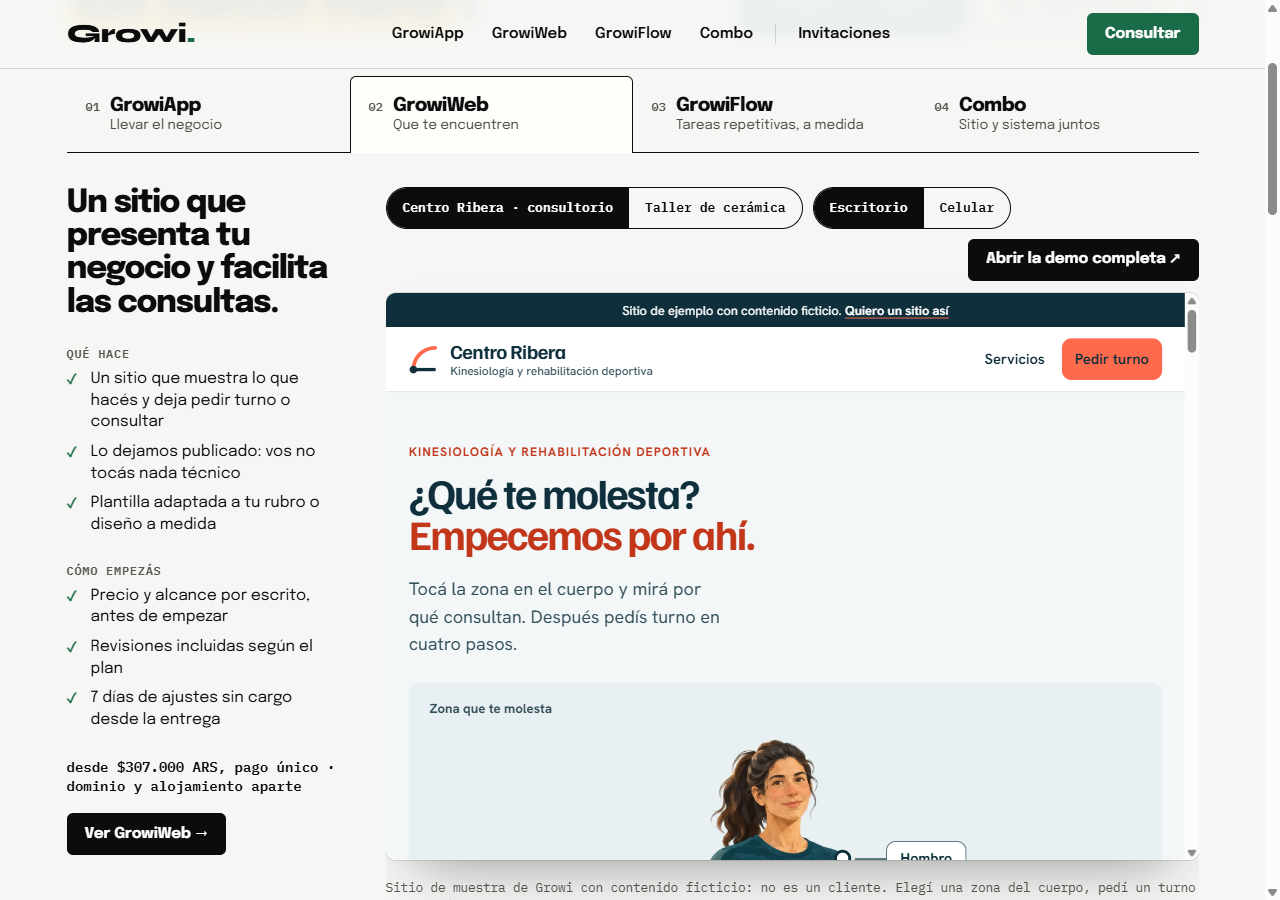 Growi.
GrowiApp
GrowiWeb
GrowiFlow
Combo
Invitaciones
Consultar
01 GrowiApp
Llevar el negocio
02 GrowiWeb
Que te encuentren
03 GrowiFlow
Tareas repetitivas, a medida
04 Combo
Sitio y sistema juntos
Un sitio que
presenta tu
negocio y facilita
las consultas.
QUÉ HACE
✓ Un sitio que muestra lo que
hacés y deja pedir turno o
consultar
✓ Lo dejamos publicado: vos no
tocás nada técnico
✓ Plantilla adaptada a tu rubro o
diseño a medida
CÓMO EMPEZÁS
✓ Precio y alcance por escrito,
antes de empezar
✓ Revisiones incluidas según el
plan
✓ 7 días de ajustes sin cargo
desde la entrega
desde $307.000 ARS, pago único ·
dominio y alojamiento aparte
Ver GrowiWeb →
Centro Ribera · consultorio
Taller de cerámica
Escritorio
Celular
Abrir la demo completa ↗
Sitio de ejemplo con contenido ficticio. Quiero un sitio así
Centro Ribera
Kinesiología y rehabilitación deportiva
Servicios
Pedir turno
KINESIOLOGÍA Y REHABILITACIÓN DEPORTIVA
¿Qué te molesta?
Empecemos por ahí.
Tocá la zona en el cuerpo y mirá por
qué consultan. Después pedís turno en
cuatro pasos.
Zona que te molesta
Hombro
Sitio de muestra de Growi con contenido ficticio: no es un cliente. Elegí una zona del cuerpo, pedí un turno